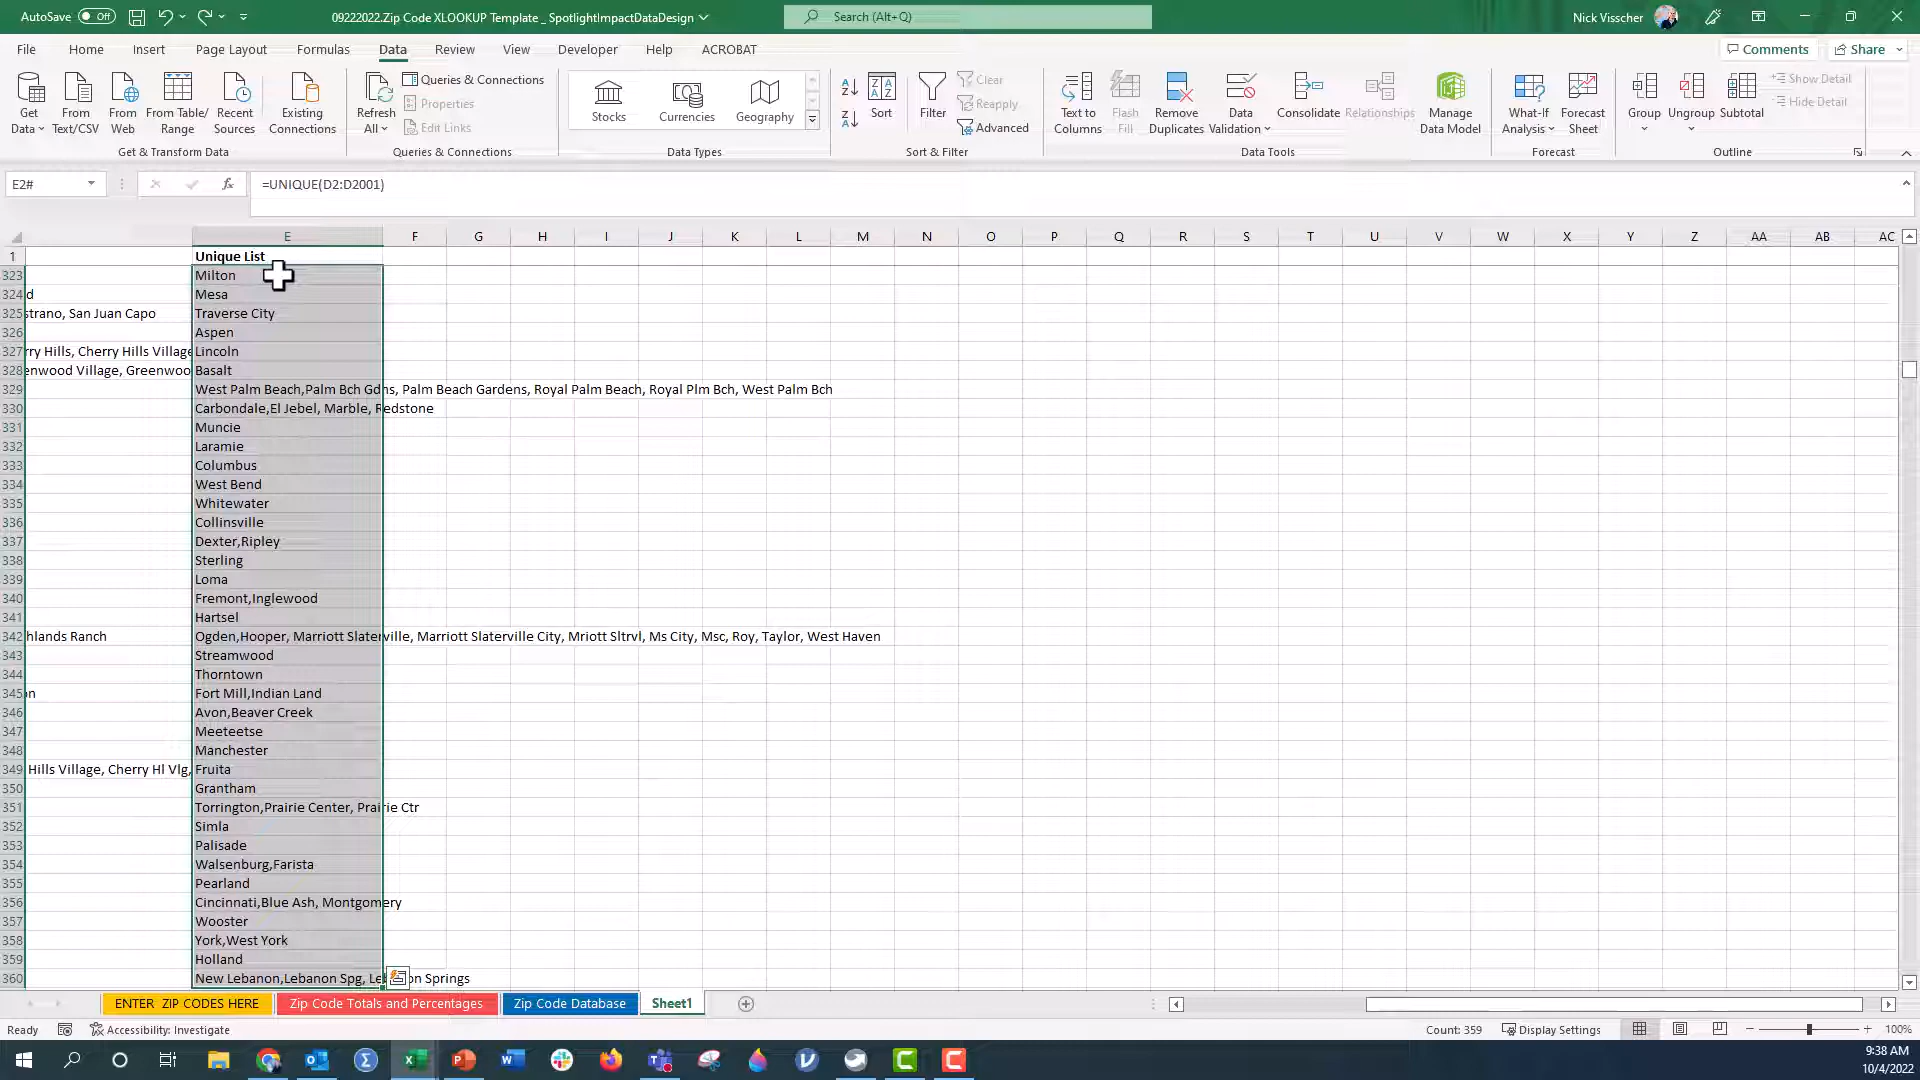 AutoSave Off
09222022.Zip Code XLOOKUP Template _ SpotlightImpactDataDesign
Search (Alt+Q)
Nick Visscher
File Home Insert Page Layout Formulas Data Review View Developer Help ACROBAT
Comments Share
Get Data
From Text/CSV
From Web
From Table/ Range
Recent Sources
Existing Connections
Refresh All
Queries & Connections
Properties
Edit Links
Stocks
Currencies
Geography
Sort
Filter
Clear
Reapply
Advanced
Text to Columns
Flash Fill
Remove Duplicates
Data Validation
Consolidate
Relationships
Manage Data Model
What-If Analysis
Forecast Sheet
Group
Ungroup
Subtotal
Show Detail
Hide Detail
Get & Transform Data Queries & Connections Data Types Sort & Filter Data Tools Forecast Outline
E2# fx =UNIQUE(D2:D2001)
E F G H I J K L M N O P Q R S T U V W X Y Z AA AB AC
1 Unique List
323 Milton
324 d Mesa
325 strano, San Juan Capo Traverse City
326 Aspen
327 rry Hills, Cherry Hills Village Lincoln
328 enwood Village, Greenwoo Basalt
329 West Palm Beach,Palm Bch Gdns, Palm Beach Gardens, Royal Palm Beach, Royal Plm Bch, West Palm Bch
330 Carbondale,El Jebel, Marble, Redstone
331 Muncie
332 Laramie
333 Columbus
334 West Bend
335 Whitewater
336 Collinsville
337 Dexter,Ripley
338 Sterling
339 Loma
340 Fremont,Inglewood
341 Hartsel
342 hlands Ranch Ogden,Hooper, Marriott Slaterville, Marriott Slaterville City, Mriott Sltrvl, Ms City, Msc, Roy, Taylor, West Haven
343 Streamwood
344 Thorntown
345 on Fort Mill,Indian Land
346 Avon,Beaver Creek
347 Meeteetse
348 Manchester
349 Hills Village, Cherry Hl Vlg, Fruita
350 Grantham
351 Torrington,Prairie Center, Prairie Ctr
352 Simla
353 Palisade
354 Walsenburg,Farista
355 Pearland
356 Cincinnati,Blue Ash, Montgomery
357 Wooster
358 York,West York
359 Holland
360 New Lebanon,Lebanon Spg, Lebanon Springs
ENTER ZIP CODES HERE Zip Code Totals and Percentages Zip Code Database Sheet1
Ready Accessibility: Investigate Count: 359 Display Settings 100%
9:38 AM
10/4/2022